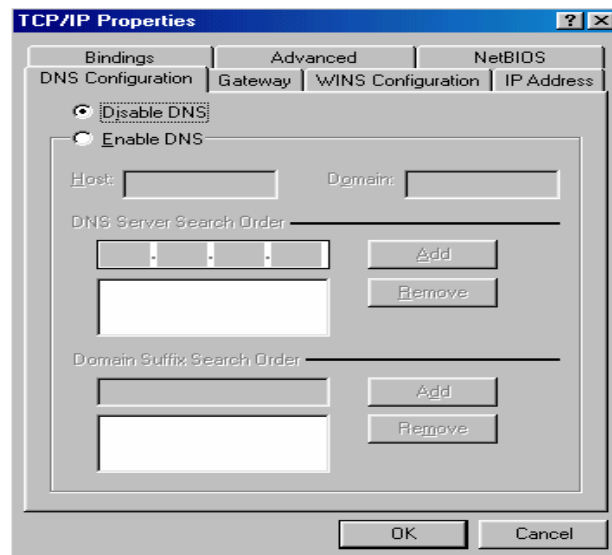 TCP/IP Properties
Bindings Advanced NetBIOS
DNS Configuration Gateway WINS Configuration IP Address
Disable DNS
Enable DNS
Host: Domain:
DNS Server Search Order
Add
Remove
Domain Suffix Search Order
Add
Remove
OK Cancel